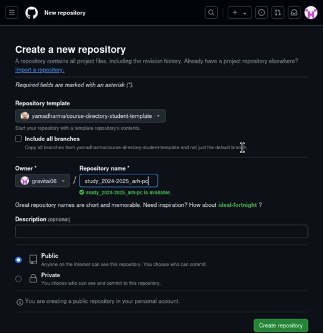 New repository
Create a new repository
A repository contains all project files, including the revision history. Already have a project repository elsewhere?
Import a repository.
Required fields are marked with an asterisk (*).
Repository template
yamadharma/course-directory-student-template
Start your repository with a template repository's contents.
Include all branches
Copy all branches from yamadharma/course-directory-student-template and not just the default branch.
Owner *
Repository name *
gravitai06 / study_2024-2025_arh-pc
study_2024-2025_arh-pc is available.
Great repository names are short and memorable. Need inspiration? How about ideal-fortnight ?
Description (optional)
Public
Anyone on the internet can see this repository. You choose who can commit.
Private
You choose who can see and commit to this repository.
You are creating a public repository in your personal account.
Create repository